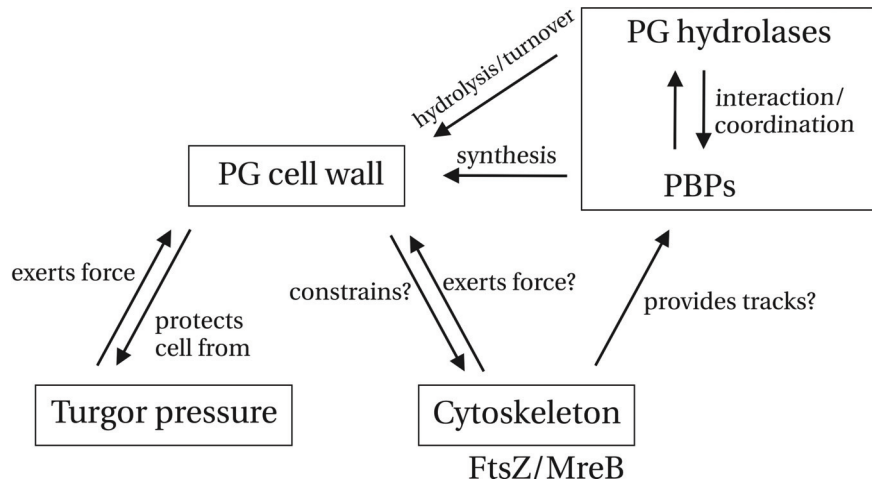 PG hydrolases
hydrolysis/turnover
interaction/
coordination
synthesis
PG cell wall
PBPs
exerts force
constrains?
exerts force?
provides tracks?
protects
cell from
Turgor pressure
Cytoskeleton
FtsZ/MreB